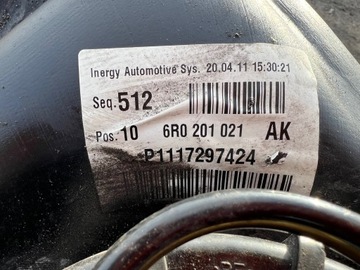 Inergy Automotive Sys. 20.04.11 15:30:21
Seq. 512
Pos. 10 6R0 201 021 AK
P1117297424